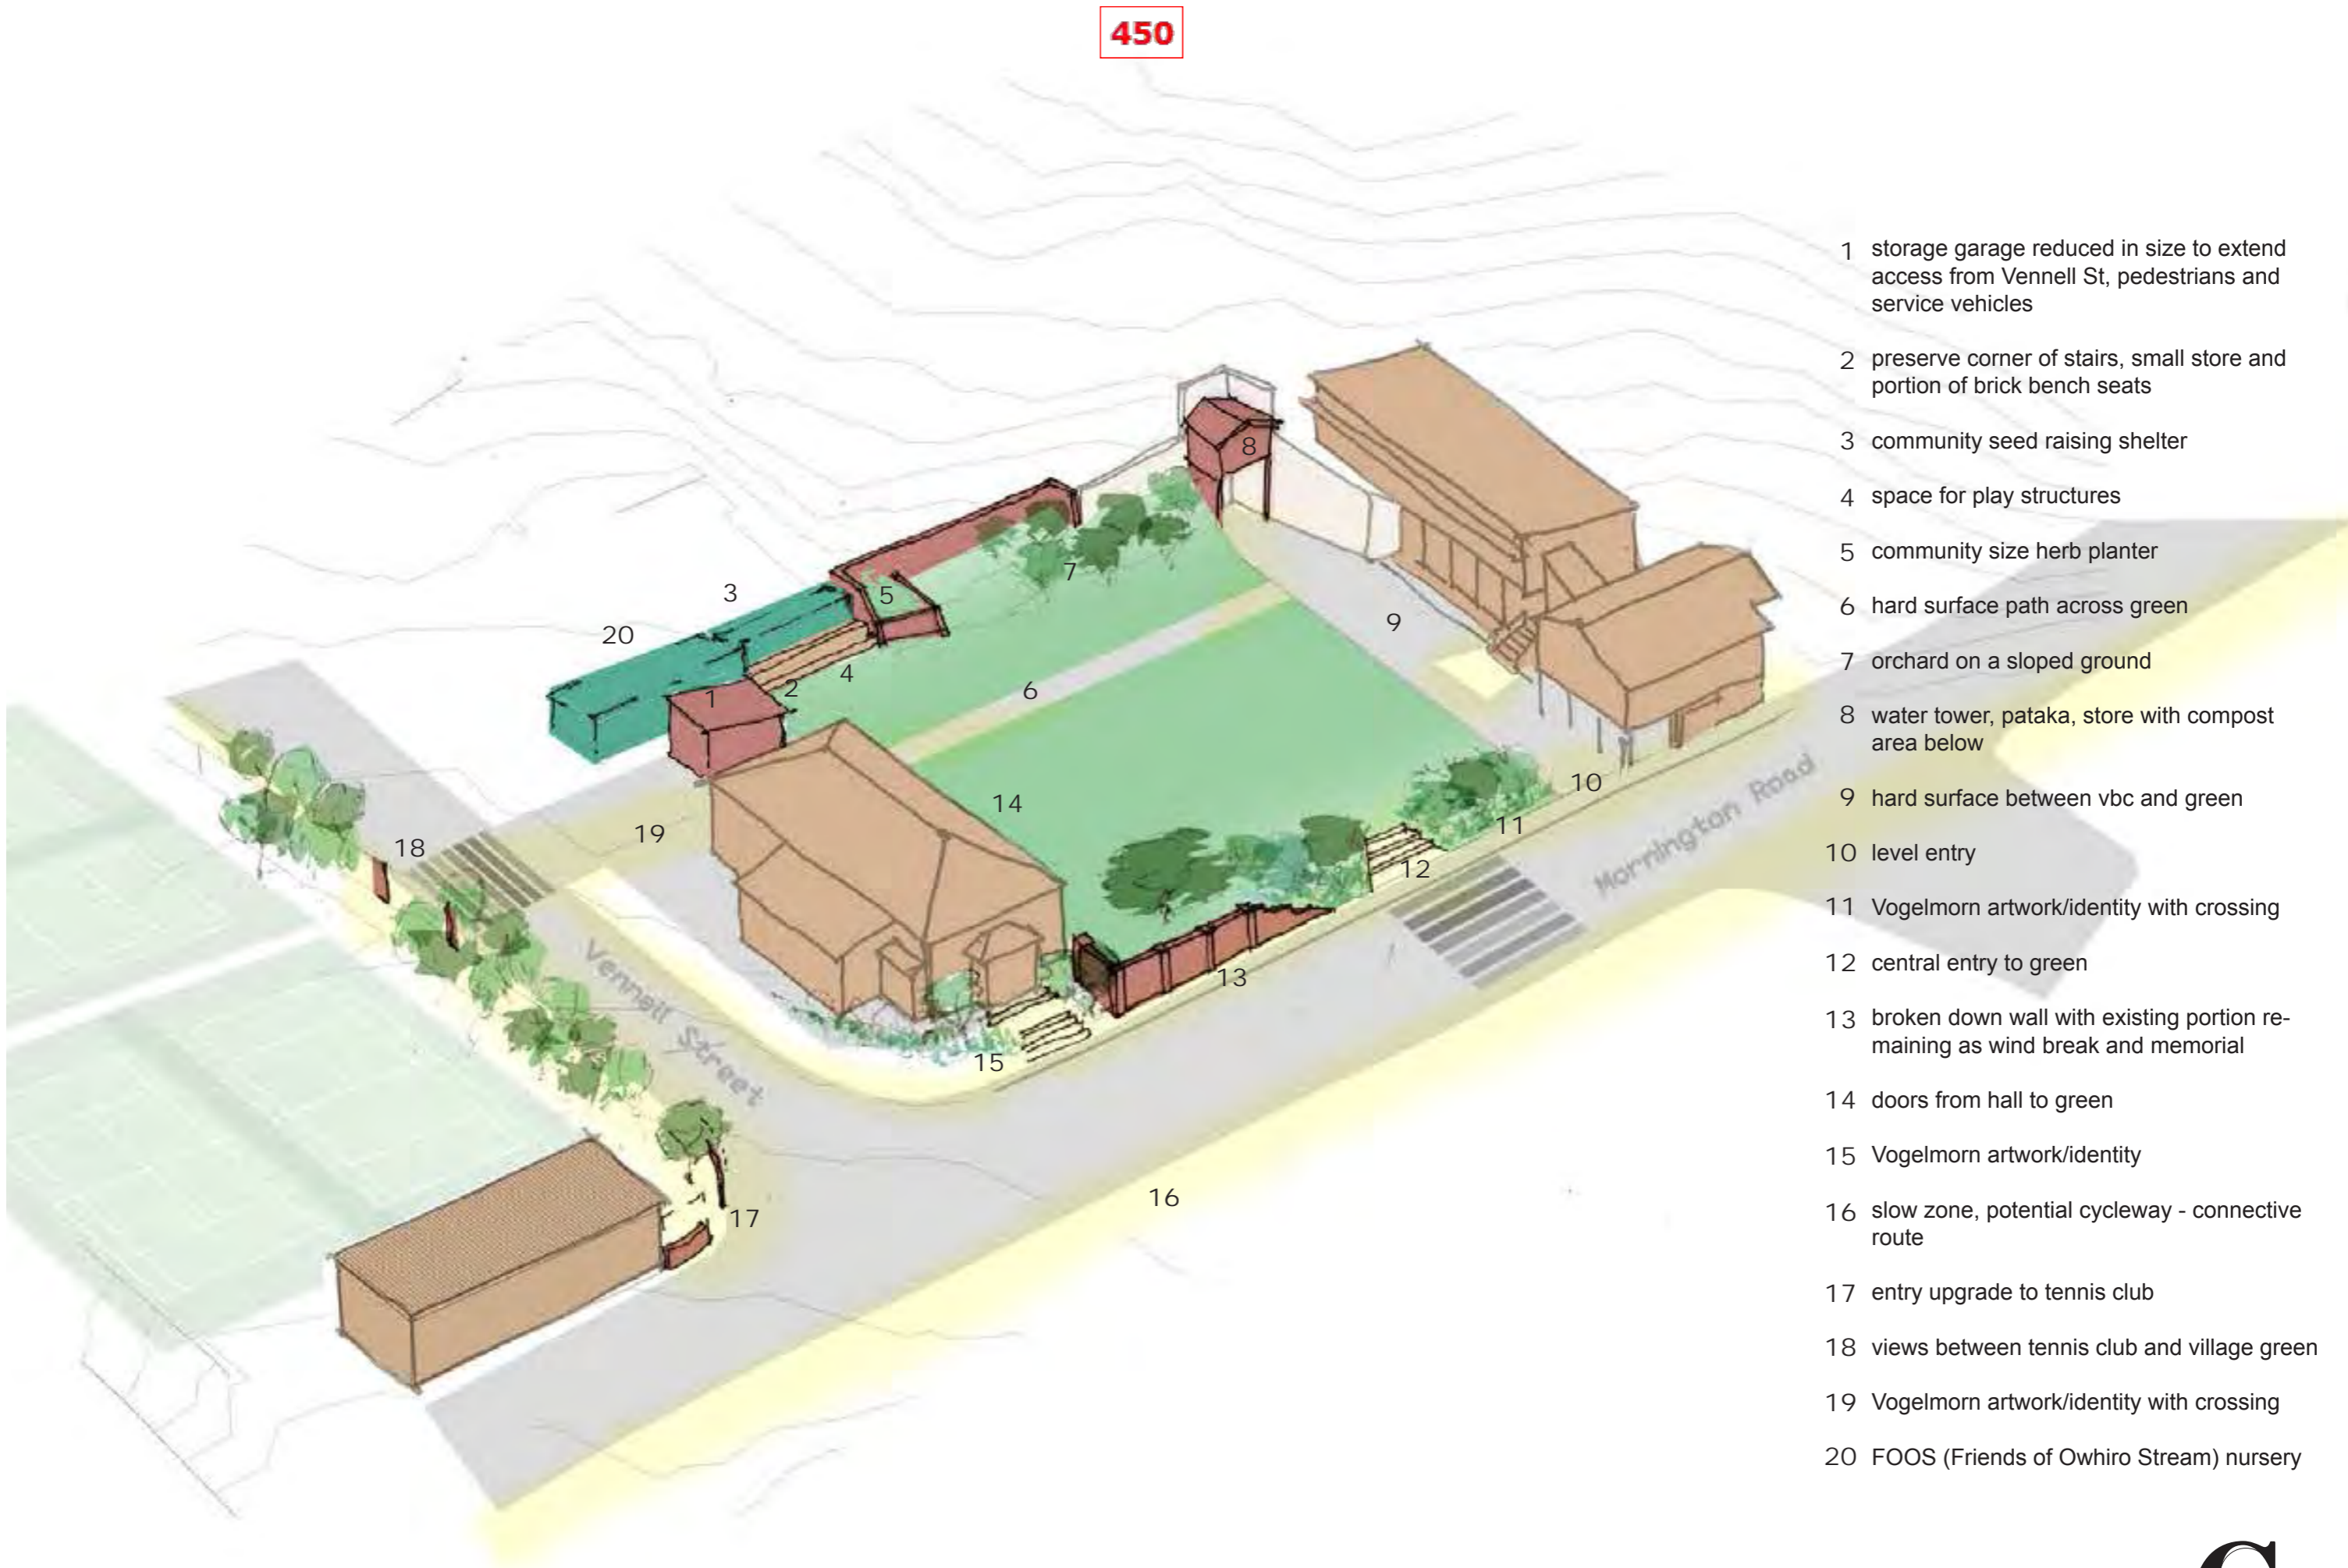 450
1 storage garage reduced in size to extend
access from Vennell St, pedestrians and
service vehicles
2 preserve corner of stairs, small store and
portion of brick bench seats
3 community seed raising shelter
4 space for play structures
5 community size herb planter
6 hard surface path across green
7 orchard on a sloped ground
8 water tower, pataka, store with compost
area below
9 hard surface between vbc and green
10 level entry
11 Vogelmorn artwork/identity with crossing
12 central entry to green
13 broken down wall with existing portion re-
maining as wind break and memorial
14 doors from hall to green
15 Vogelmorn artwork/identity
16 slow zone, potential cycleway - connective
route
17 entry upgrade to tennis club
18 views between tennis club and village green
19 Vogelmorn artwork/identity with crossing
20 FOOS (Friends of Owhiro Stream) nursery
8
7
5
3
20
9
4
2
1
6
10
14
11
19
18
12
Mornington Road
13
Vennell Street
15
16
17